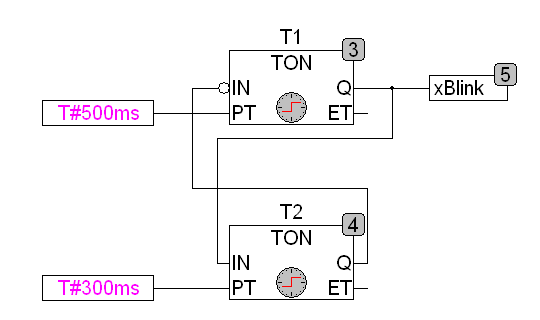 T1
3
TON
5
IN
Q
xBlink
T#500ms
PT
ET
T2
4
TON
IN
Q
T#300ms
PT
ET